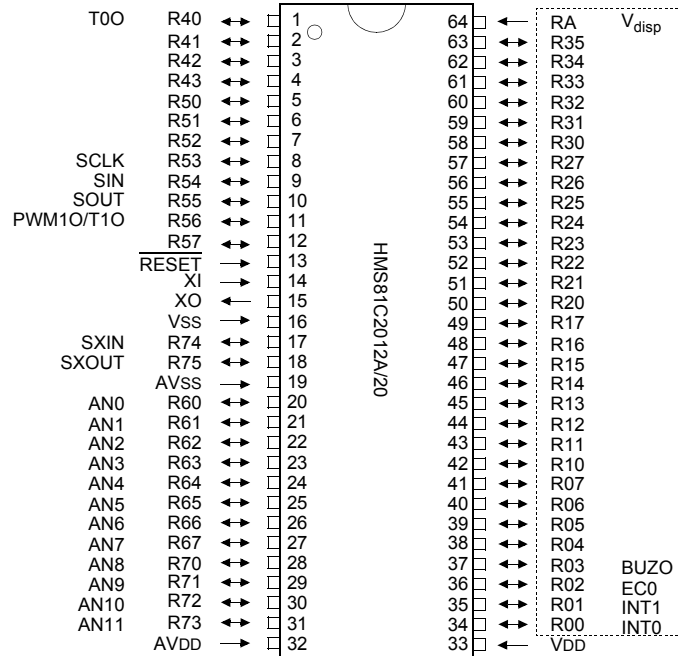 T0O R40 1 64 RA Vdisp
R41 2 63 R35
R42 3 62 R34
R43 4 61 R33
R50 5 60 R32
R51 6 59 R31
R52 7 58 R30
SCLK R53 8 57 R27
SIN R54 9 56 R26
SOUT R55 10 55 R25
PWM1O/T1O R56 11 54 R24
R57 12 53 R23
RESET 13 52 R22
XI 14 51 R21
XO 15 50 R20
VSS 16 49 R17
SXIN R74 17 48 R16
SXOUT R75 18 47 R15
AVSS 19 46 R14
AN0 R60 20 45 R13
AN1 R61 21 44 R12
AN2 R62 22 43 R11
AN3 R63 23 42 R10
AN4 R64 24 41 R07
AN5 R65 25 40 R06
AN6 R66 26 39 R05
AN7 R67 27 38 R04
AN8 R70 28 37 R03 BUZO
AN9 R71 29 36 R02 EC0
AN10 R72 30 35 R01 INT1
AN11 R73 31 34 R00 INT0
AVDD 32 33 VDD
HMS81C2012A/20